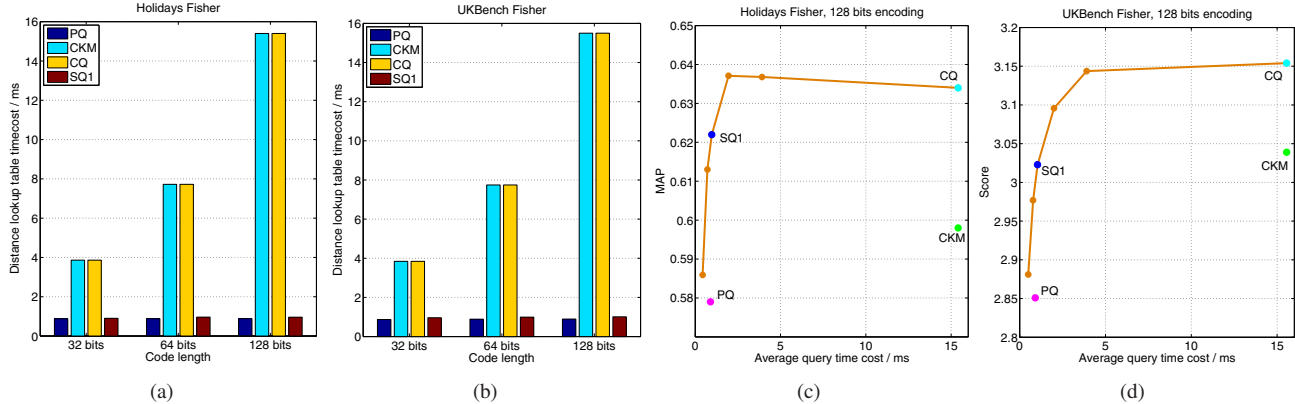 Holidays Fisher
Distance lookup table timecost / ms
16
14
12
10
8
6
4
2
0
PQ
CKM
CQ
SQ1
32 bits
64 bits
128 bits
Code length
(a)
UKBench Fisher
Distance lookup table timecost / ms
16
14
12
10
8
6
4
2
0
PQ
CKM
CQ
SQ1
32 bits
64 bits
128 bits
Code length
(b)
Holidays Fisher, 128 bits encoding
MAP
0.65
0.64
0.63
0.62
0.61
0.6
0.59
0.58
CQ
SQ1
CKM
PQ
0
5
10
15
Average query time cost / ms
(c)
UKBench Fisher, 128 bits encoding
Score
3.2
3.15
3.1
3.05
3
2.95
2.9
2.85
2.8
CQ
SQ1
CKM
PQ
0
5
10
15
Average query time cost / ms
(d)